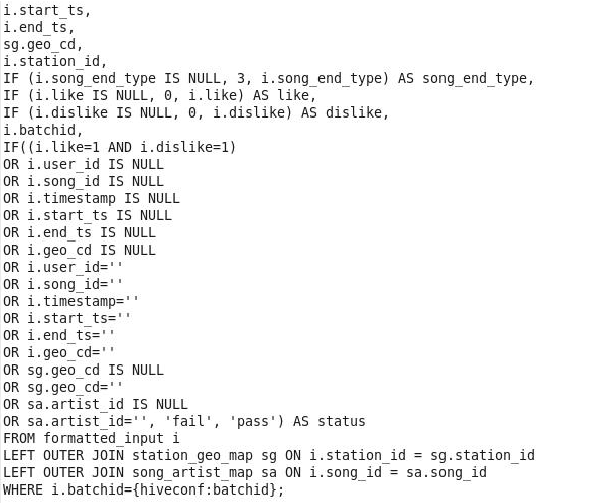 i.start_ts,
i.end_ts,
sg.geo_cd,
i.station_id,
IF (i.song_end_type IS NULL, 3, i.song_end_type) AS song_end_type,
IF (i.like IS NULL, 0, i.like) AS like,
IF (i.dislike IS NULL, 0, i.dislike) AS dislike,
i.batchid,
IF((i.like=1 AND i.dislike=1)
OR i.user_id IS NULL
OR i.song_id IS NULL
OR i.timestamp IS NULL
OR i.start_ts IS NULL
OR i.end_ts IS NULL
OR i.geo_cd IS NULL
OR i.user_id=''
OR i.song_id=''
OR i.timestamp=''
OR i.start_ts=''
OR i.end_ts=''
OR i.geo_cd=''
OR sg.geo_cd IS NULL
OR sg.geo_cd=''
OR sa.artist_id IS NULL
OR sa.artist_id='', 'fail', 'pass') AS status
FROM formatted_input i
LEFT OUTER JOIN station_geo_map sg ON i.station_id = sg.station_id
LEFT OUTER JOIN song_artist_map sa ON i.song_id = sa.song_id
WHERE i.batchid={hiveconf:batchid};